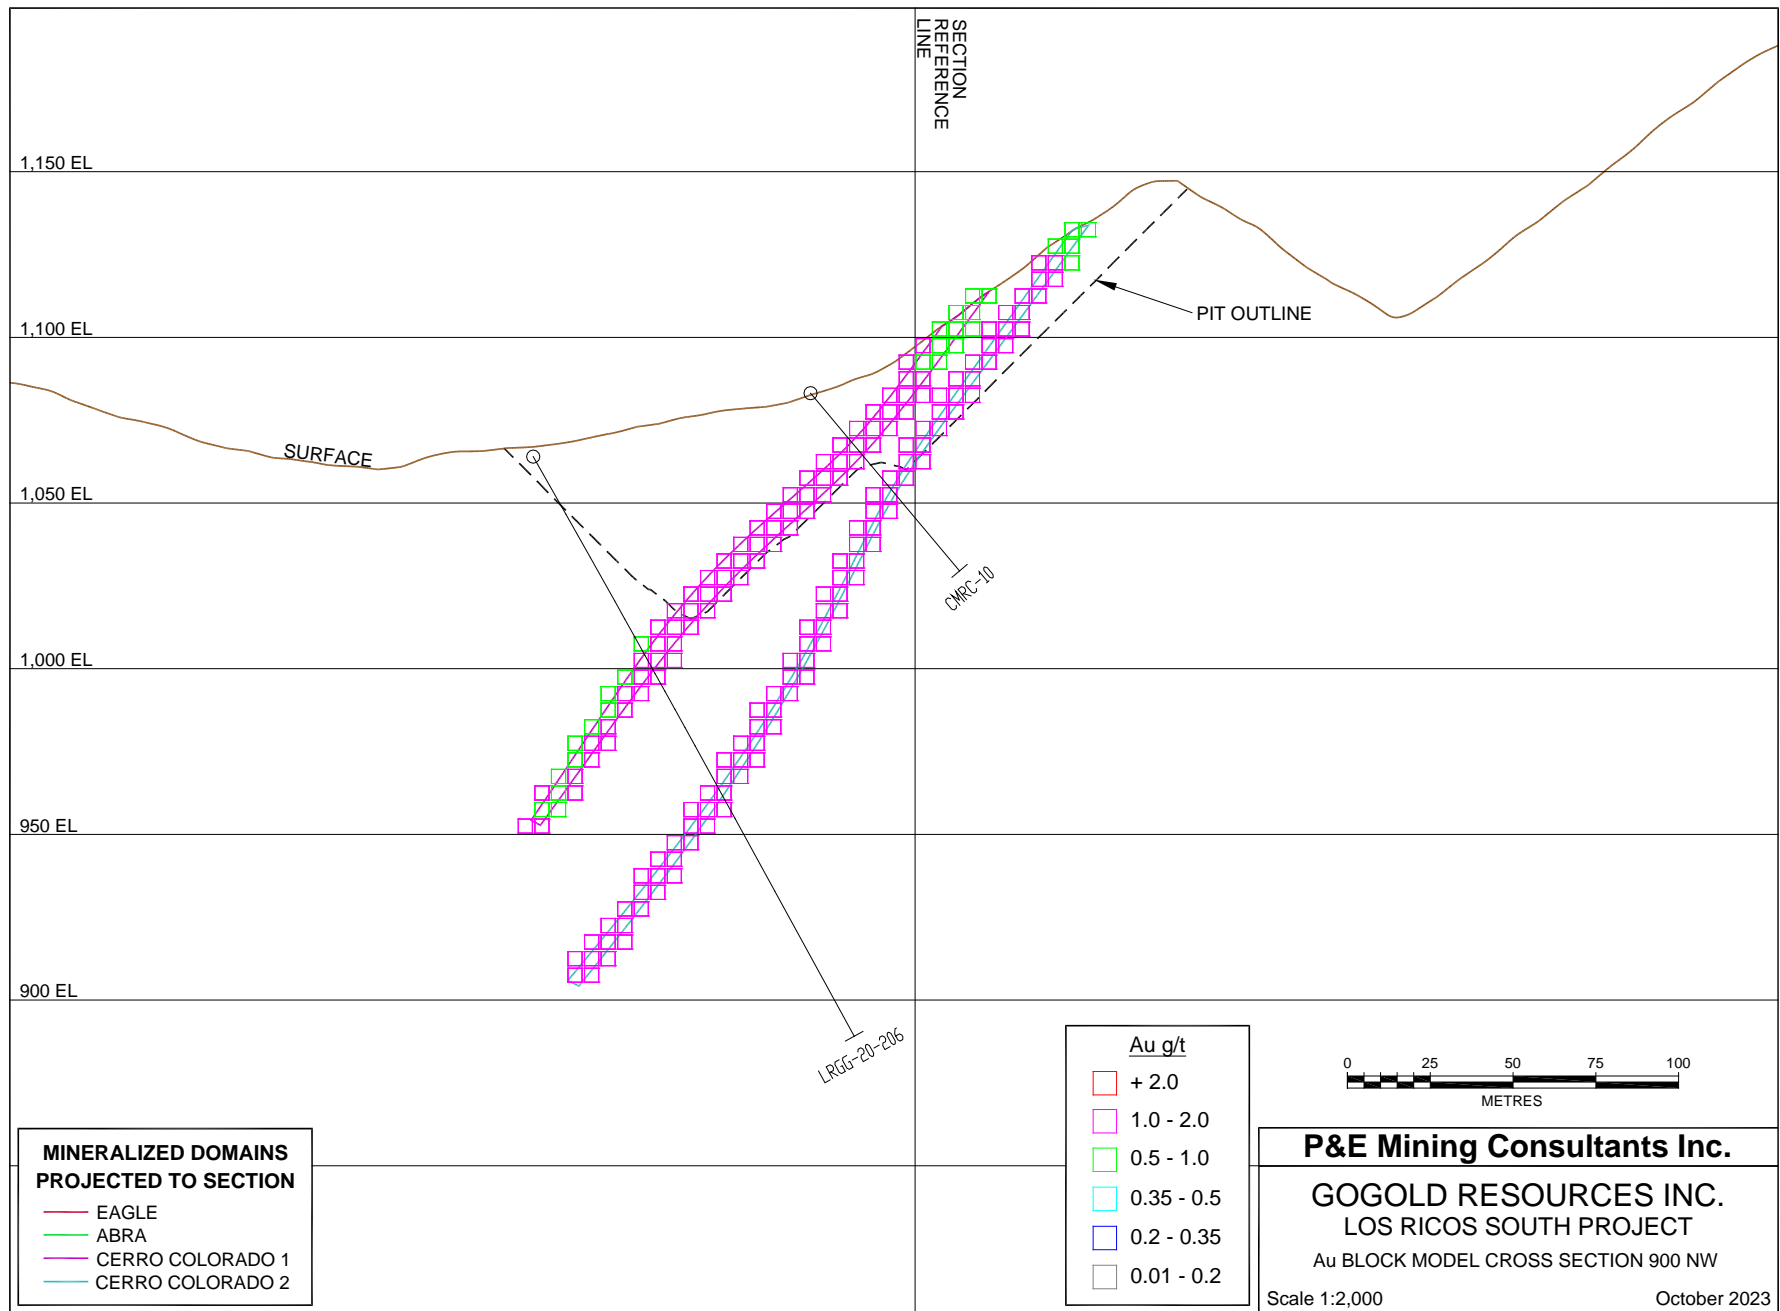 SECTION
REFERENCE
LINE
1,150 EL
PIT OUTLINE
1,100 EL
SURFACE
1,050 EL
CMRC-10
1,000 EL
950 EL
900 EL
LRGG-20-206
Au g/t
+ 2.0
1.0 - 2.0
0.5 - 1.0
0.35 - 0.5
0.2 - 0.35
0.01 - 0.2
0 25 50 75 100
METRES
MINERALIZED DOMAINS
PROJECTED TO SECTION
EAGLE
ABRA
CERRO COLORADO 1
CERRO COLORADO 2
P&E Mining Consultants Inc.
GOGOLD RESOURCES INC.
LOS RICOS SOUTH PROJECT
Au BLOCK MODEL CROSS SECTION 900 NW
Scale 1:2,000 October 2023